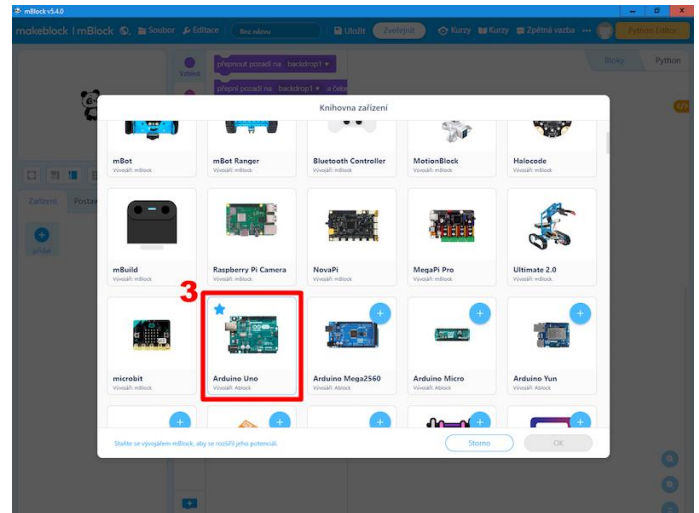 mBlock v5.4.0
makeblock | mBlock
Soubor
Editace
Bez názvu
Uložit
Zveřejnit
Kurzy
Kurzy
Zpětná vazba
Python Editor
Vzhled
přepnout pozadí na backdrop1
přepni pozadí na backdrop1
Bloky
Python
Zařízení
přidat
Knihovna zařízení
mBot
Vývojář: mBlock
mBot Ranger
Vývojář: mBlock
Bluetooth Controller
Vývojář: mBlock
MotionBlock
Vývojář: mBlock
Halocode
Vývojář: mBlock
mBuild
Vývojář: mBlock
Raspberry Pi Camera
Vývojář: mBlock
NovaPi
Vývojář: mBlock
MegaPi Pro
Vývojář: mBlock
Ultimate 2.0
Vývojář: mBlock
3
microbit
Vývojář: mBlock
Arduino Uno
Vývojář: Ablock
Arduino Mega2560
Vývojář: Ablock
Arduino Micro
Vývojář: Ablock
Arduino Yun
Vývojář: Ablock
Staňte se vývojářem mBlock, aby se rozšířil jeho potenciál.
Storno
OK